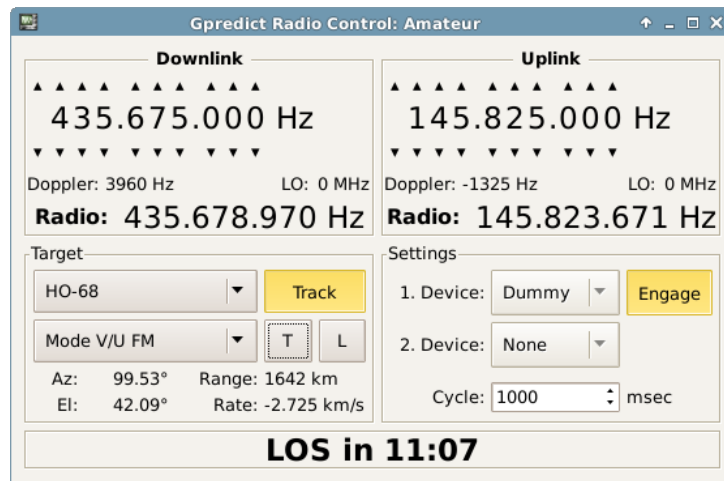 Gpredict Radio Control: Amateur
Downlink
435.675.000 Hz
Doppler: 3960 Hz LO: 0 MHz
Radio: 435.678.970 Hz
Uplink
145.825.000 Hz
Doppler: -1325 Hz LO: 0 MHz
Radio: 145.823.671 Hz
Target
HO-68 Track
Mode V/U FM T L
Az: 99.53° Range: 1642 km
El: 42.09° Rate: -2.725 km/s
Settings
1. Device: Dummy Engage
2. Device: None
Cycle: 1000 msec
LOS in 11:07